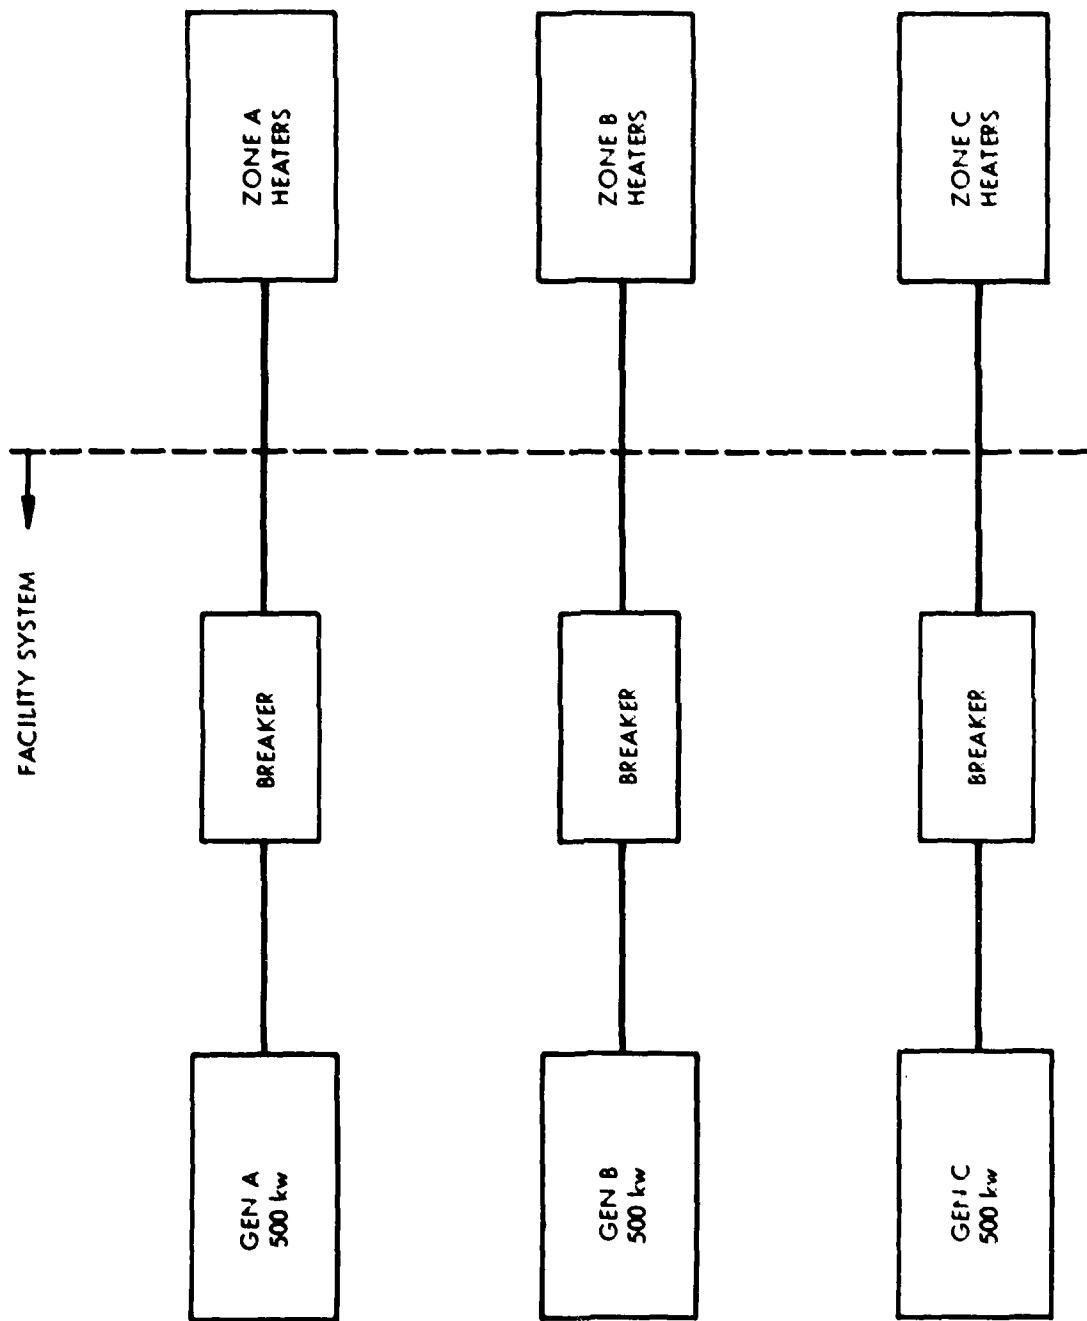 FACILITY SYSTEM
GEN A
500 kw
BREAKER
ZONE A
HEATERS
GEN B
500 kw
BREAKER
ZONE B
HEATERS
GEN C
500 kw
BREAKER
ZONE C
HEATERS